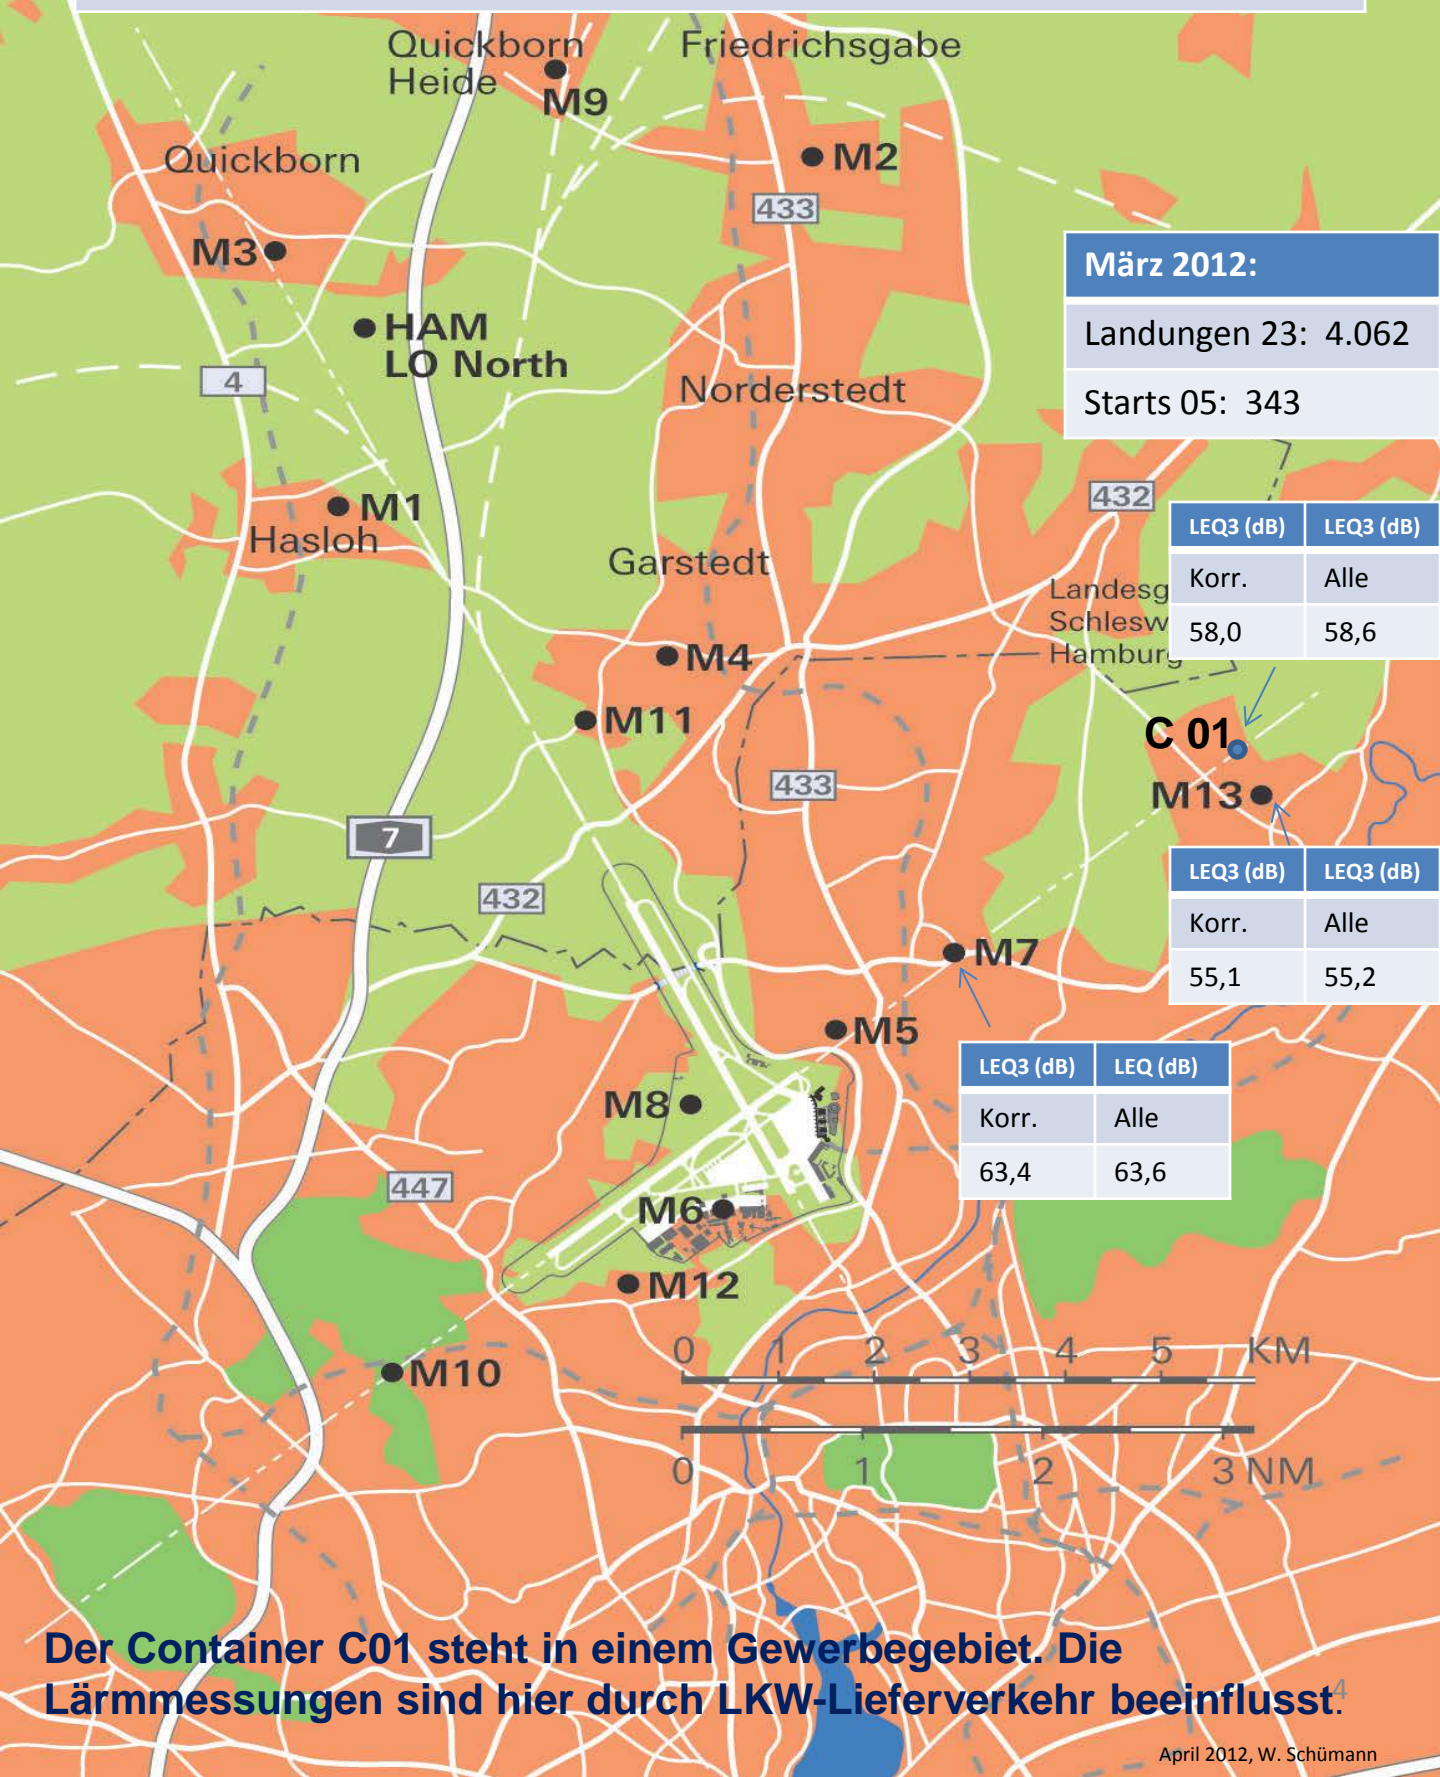 Quickborn
Heide
M9
Friedrichsgabe
Quickborn
M2
433
M3
März 2012:
Landungen 23: 4.062
Starts 05: 343
HAM
LO North
4
Norderstedt
432
M1
Hasloh
LEQ3 (dB) LEQ3 (dB)
Korr. Alle
58,0 58,6
Garstedt
Landesg
Schlesw
Hamburg
M4
M11
C 01
M13
433
7
LEQ3 (dB) LEQ3 (dB)
Korr. Alle
55,1 55,2
432
M7
M5
LEQ3 (dB) LEQ (dB)
Korr. Alle
63,4 63,6
M8
447
M6
M12
M10
0 1 2 3 4 5 KM
0 1 2 3 NM
Der Container C01 steht in einem Gewerbegebiet. Die
Lärmmessungen sind hier durch LKW-Lieferverkehr beeinflusst.
4
April 2012, W. Schümann